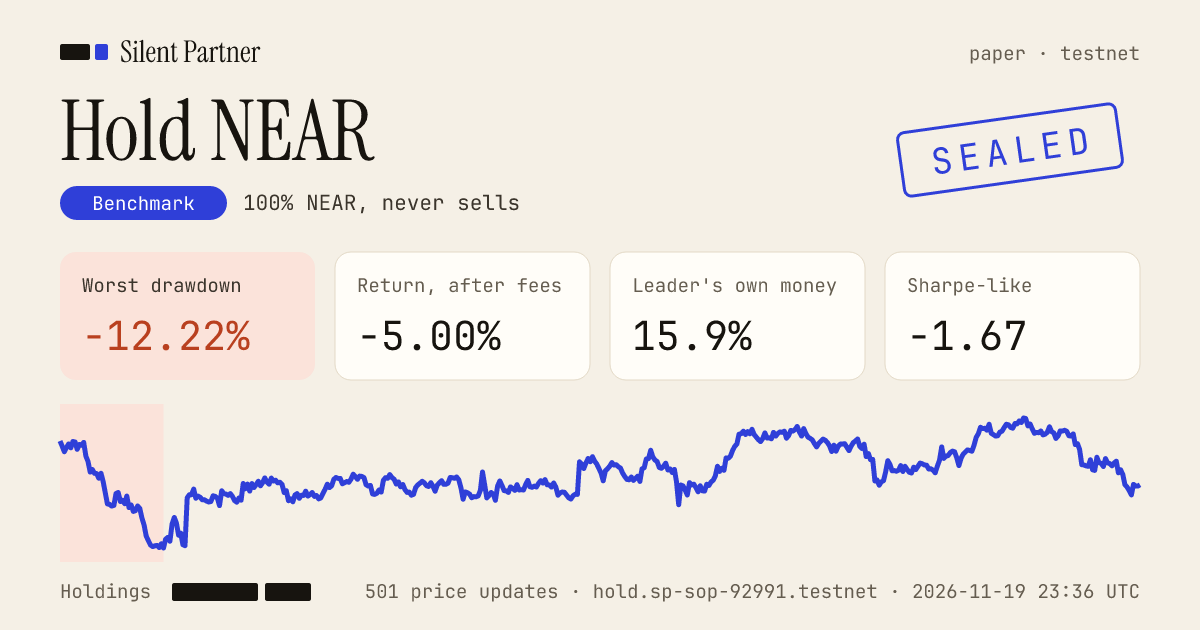 Silent Partner
paper · testnet
Hold NEAR
SEALED
Benchmark
100% NEAR, never sells
Worst drawdown
-12.22%
Return, after fees
-5.00%
Leader's own money
15.9%
Sharpe-like
-1.67
Holdings
501 price updates · hold.sp-sop-92991.testnet · 2026-11-19 23:36 UTC